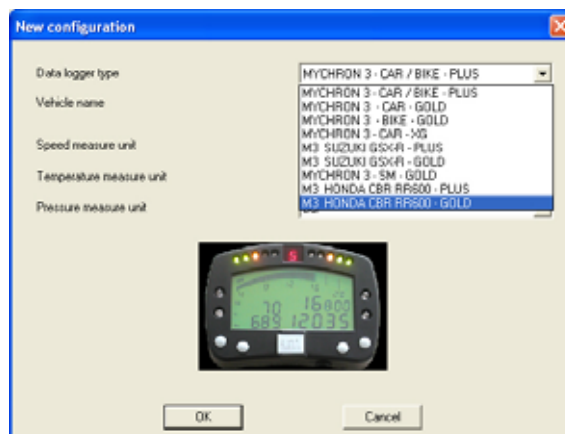 New configuration
Data logger type
MYCHRON 3 - CAR / BIKE - PLUS
MYCHRON 3 - CAR / BIKE - PLUS
Vehicle name
MYCHRON 3 - CAR - GOLD
MYCHRON 3 - BIKE - GOLD
MYCHRON 3 - CAR - XG
Speed measure unit
M3 SUZUKI GSX-R - PLUS
M3 SUZUKI GSX-R - GOLD
Temperature measure unit
MYCHRON 3 - SM - GOLD
M3 HONDA CBR RR600 - PLUS
Pressure measure unit
M3 HONDA CBR RR600 - GOLD
5
70 16800
689 12035
OK
Cancel